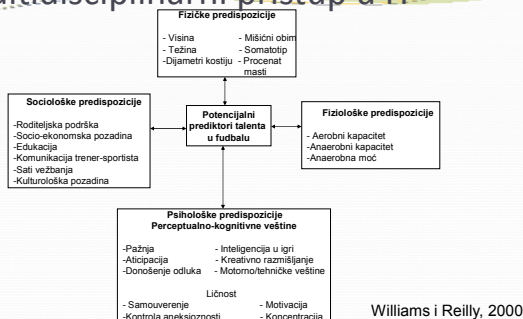 Fizičke predispozicije
- Visina - Mišićni obim
- Težina - Somatotip
-Dijametri kostiju - Procenat masti
Sociološke predispozicije
-Roditeljska podrška
-Socio-ekonomska pozadina
-Edukacija
-Komunikacija trener-sportista
-Sati vežbanja
-Kulturološka pozadina
Potencijalni
prediktori talenta
u fudbalu
Fiziološke predispozicije
- Aerobni kapacitet
-Anaerobni kapacitet
-Anaerobna moć
Psihološke predispozicije
Perceptualno-kognitivne veštine
-Pažnja - Inteligencija u igri
-Aticipacija - Kreativno razmišljanje
-Donošenje odluka - Motorno/tehničke veštine
Ličnost
- Samouverenje - Motivacija
-Kontrola aneksioznosti - Koncentracija
Williams i Reilly, 2000